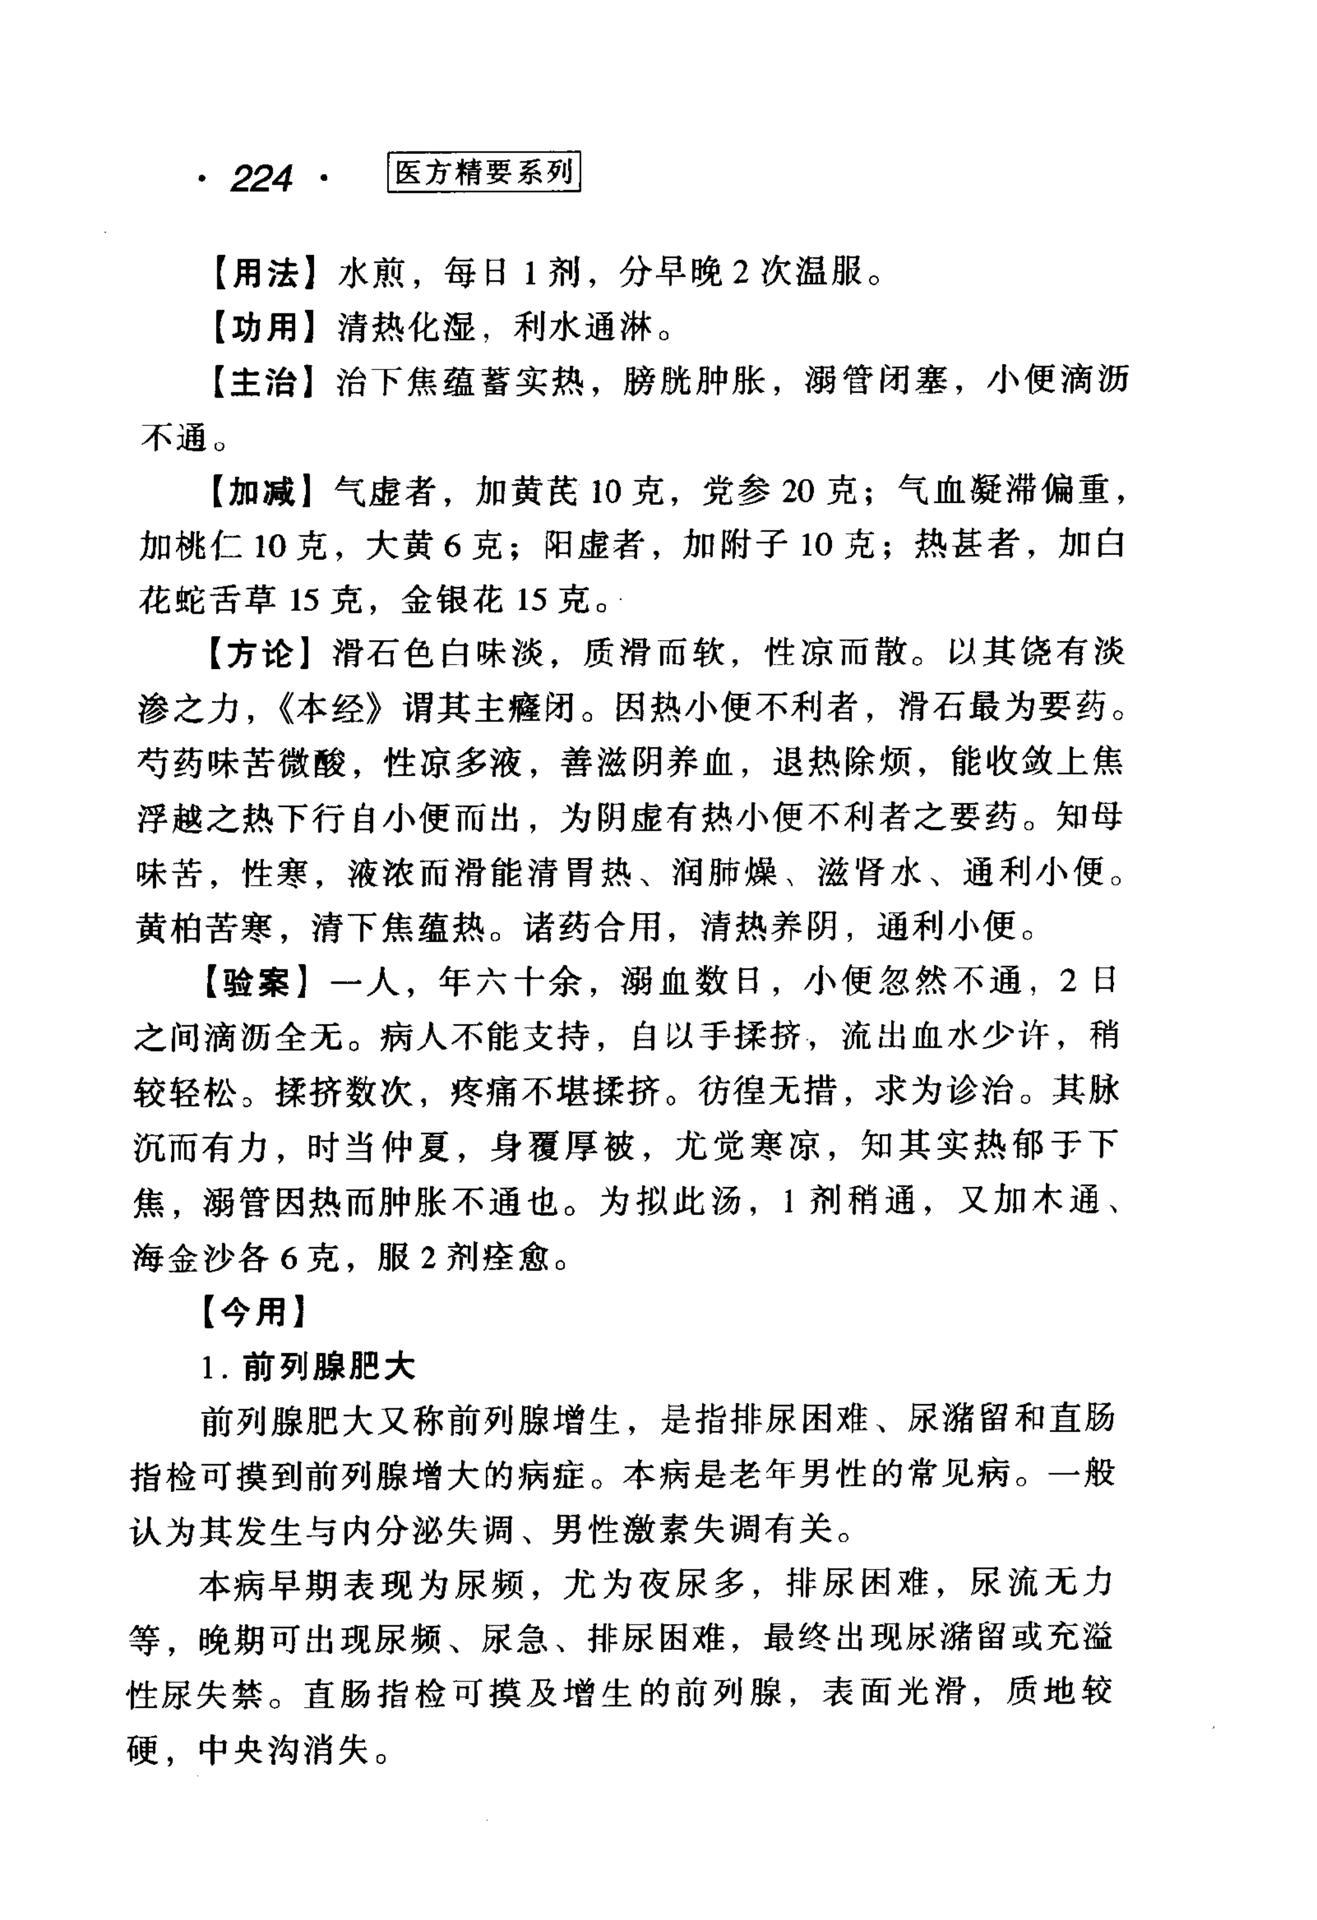 · 224 · 医方精要系列
【用法】水煎，每日 1 剂，分早晚 2 次温服。
【功用】清热化湿，利水通淋。
【主治】治下焦蕴蓄实热，膀胱肿胀，溺管闭塞，小便滴沥
不通。
【加减】气虚者，加黄芪 10 克，党参 20 克；气血凝滞偏重，
加桃仁 10 克，大黄 6 克；阳虚者，加附子 10 克；热甚者，加白
花蛇舌草 15 克，金银花 15 克。
【方论】滑石色白味淡，质滑而软，性凉而散。以其饶有淡
渗之力，《本经》谓其主癃闭。因热小便不利者，滑石最为要药。
芍药味苦微酸，性凉多液，善滋阴养血，退热除烦，能收敛上焦
浮越之热下行自小便而出，为阴虚有热小便不利者之要药。知母
味苦，性寒，液浓而滑能清胃热、润肺燥、滋肾水、通利小便。
黄柏苦寒，清下焦蕴热。诸药合用，清热养阴，通利小便。
【验案】一人，年六十余，溺血数日，小便忽然不通，2 日
之间滴沥全无。病人不能支持，自以手揉挤，流出血水少许，稍
较轻松。揉挤数次，疼痛不堪揉挤。彷徨无措，求为诊治。其脉
沉而有力，时当仲夏，身覆厚被，尤觉寒凉，知其实热郁于下
焦，溺管因热而肿胀不通也。为拟此汤，1 剂稍通，又加木通、
海金沙各 6 克，服 2 剂痊愈。
【今用】
1. 前列腺肥大
前列腺肥大又称前列腺增生，是指排尿困难、尿潴留和直肠
指检可摸到前列腺增大的病症。本病是老年男性的常见病。一般
认为其发生与内分泌失调、男性激素失调有关。
本病早期表现为尿频，尤为夜尿多，排尿困难，尿流无力
等，晚期可出现尿频、尿急、排尿困难，最终出现尿潴留或充溢
性尿失禁。直肠指检可摸及增生的前列腺，表面光滑，质地较
硬，中央沟消失。